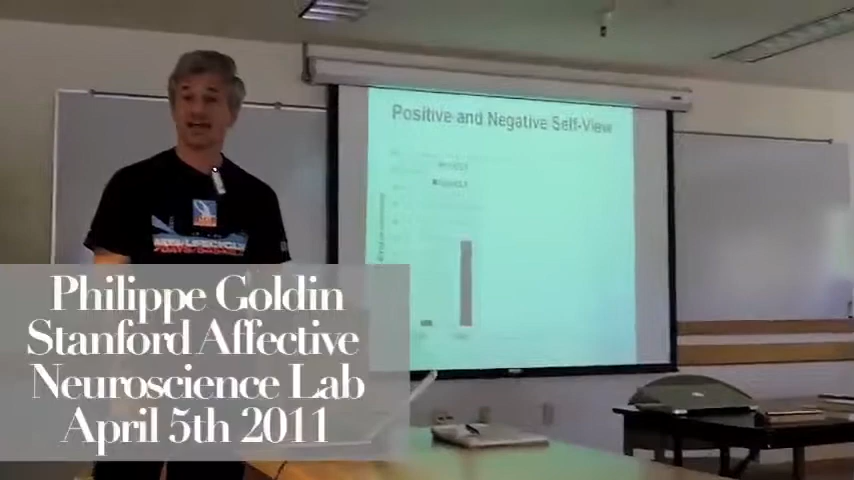 Positive and Negative Self-View
Philippe Goldin
Stanford Affective
Neuroscience Lab
April 5th 2011